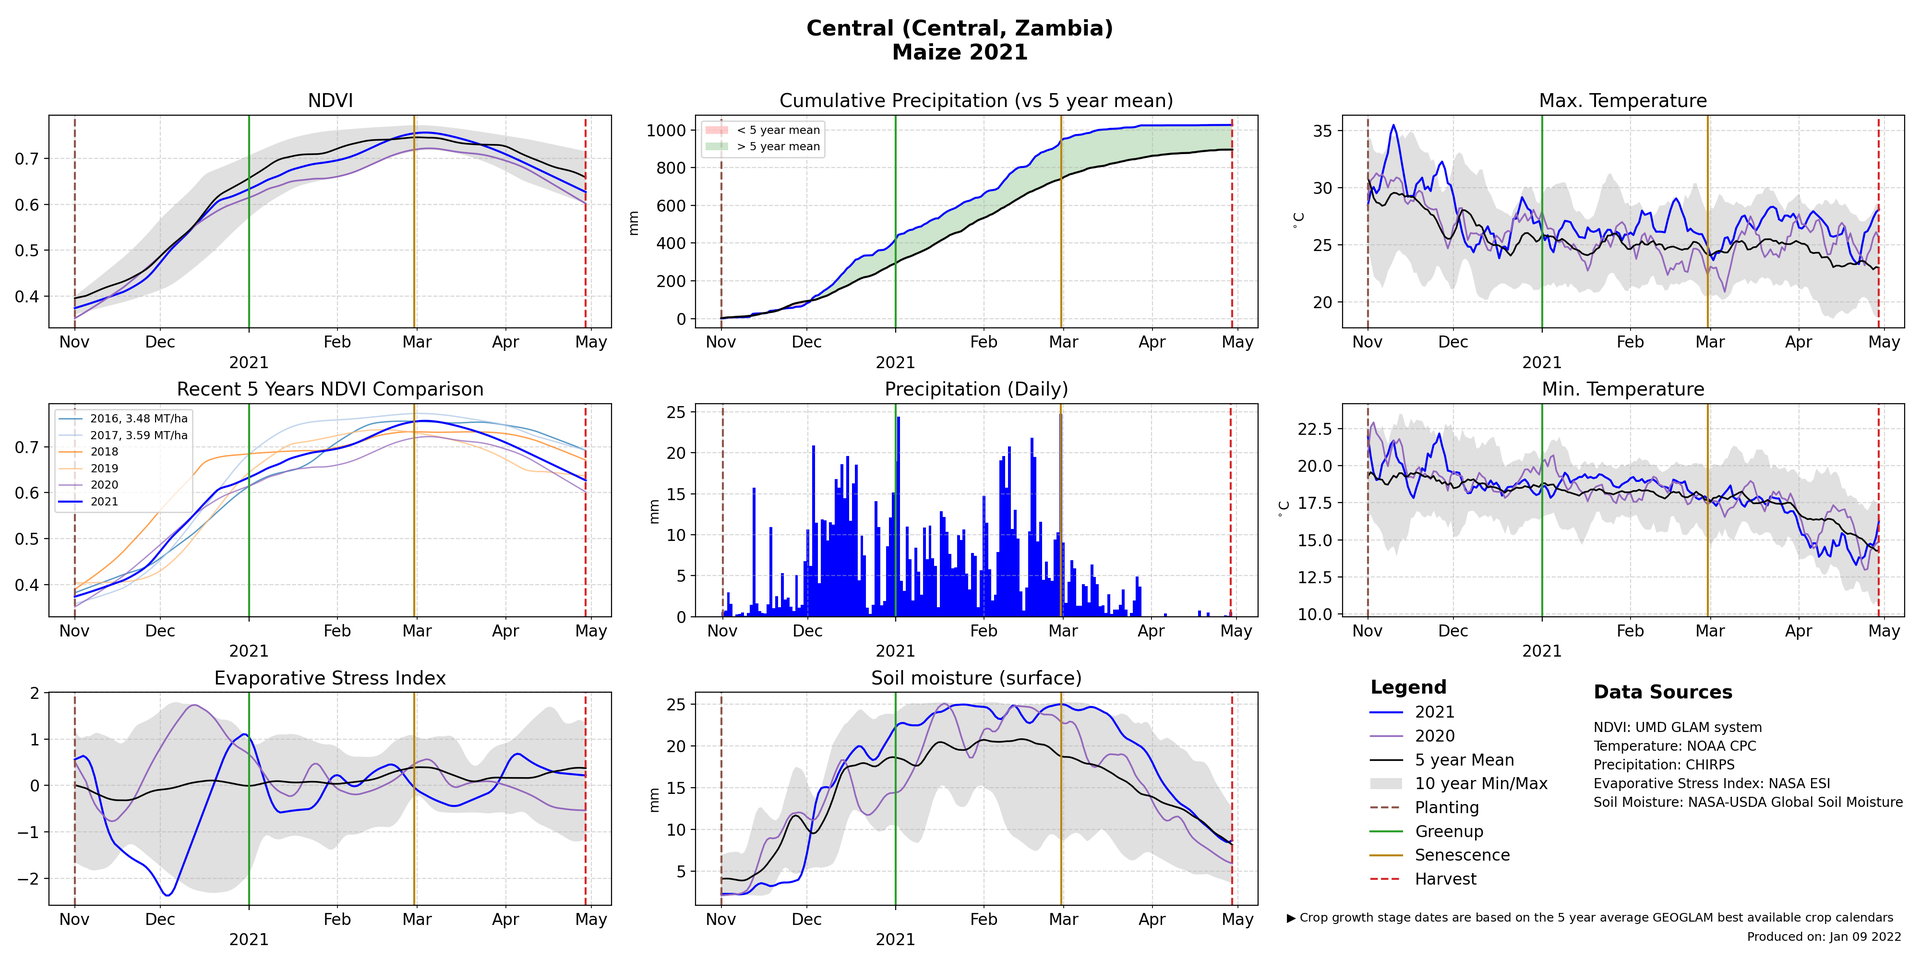 Central (Central, Zambia)
Maize 2021
NDVI
0.7
0.6
0.5
0.4
Nov
Dec
Feb
Mar
Apr
May
2021
Cumulative Precipitation (vs 5 year mean)
< 5 year mean
> 5 year mean
mm
1000
800
600
400
200
0
Nov
Dec
Feb
Mar
Apr
May
2021
Max. Temperature
°C
35
30
25
20
Nov
Dec
Feb
Mar
Apr
May
2021
Recent 5 Years NDVI Comparison
2016, 3.48 MT/ha
2017, 3.59 MT/ha
2018
2019
2020
2021
0.7
0.6
0.5
0.4
Nov
Dec
Feb
Mar
Apr
May
2021
Precipitation (Daily)
mm
25
20
15
10
5
0
Nov
Dec
Feb
Mar
Apr
May
2021
Min. Temperature
°C
22.5
20.0
17.5
15.0
12.5
10.0
Nov
Dec
Feb
Mar
Apr
May
2021
Evaporative Stress Index
2
1
0
−1
−2
Nov
Dec
Feb
Mar
Apr
May
2021
Soil moisture (surface)
mm
25
20
15
10
5
Nov
Dec
Feb
Mar
Apr
May
2021
Legend
2021
2020
5 year Mean
10 year Min/Max
Planting
Greenup
Senescence
Harvest
Data Sources
NDVI: UMD GLAM system
Temperature: NOAA CPC
Precipitation: CHIRPS
Evaporative Stress Index: NASA ESI
Soil Moisture: NASA-USDA Global Soil Moisture
▶ Crop growth stage dates are based on the 5 year average GEOGLAM best available crop calendars
Produced on: Jan 09 2022